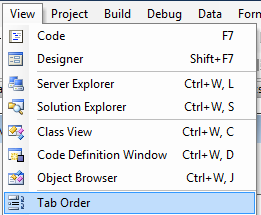 View Project Build Debug Data
Code F7
Designer Shift+F7
Server Explorer Ctrl+W, L
Solution Explorer Ctrl+W, S
Class View Ctrl+W, C
Code Definition Window Ctrl+W, D
Object Browser Ctrl+W, J
Tab Order